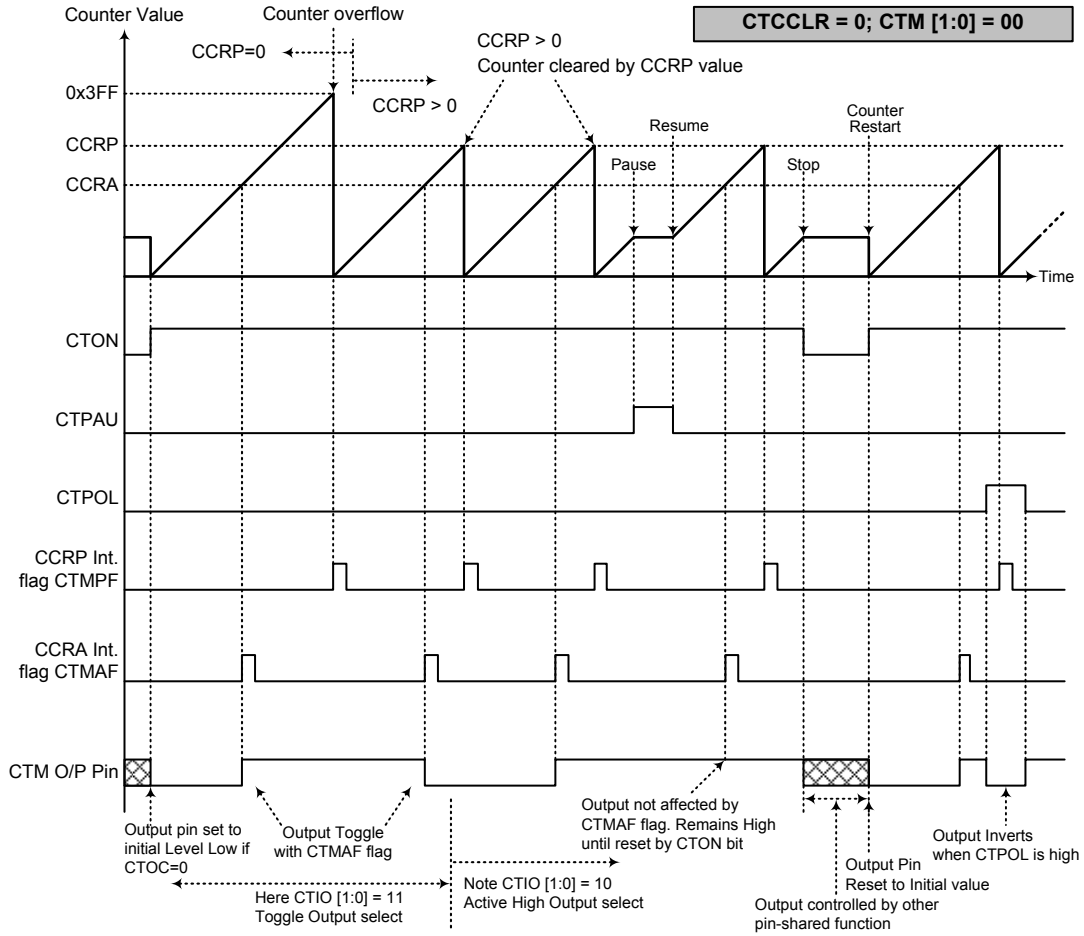 Counter Value
Counter overflow
CTCCLR = 0; CTM [1:0] = 00
CCRP=0
CCRP > 0
CCRP > 0
Counter cleared by CCRP value
0x3FF
CCRP
CCRA
Pause
Resume
Stop
Counter
Restart
Time
CTON
CTPAU
CTPOL
CCRP Int.
flag CTMPF
CCRA Int.
flag CTMAF
CTM O/P Pin
Output pin set to
initial Level Low if
CTOC=0
Output Toggle
with CTMAF flag
Here CTIO [1:0] = 11
Toggle Output select
Note CTIO [1:0] = 10
Active High Output select
Output not affected by
CTMAF flag. Remains High
until reset by CTON bit
Output Pin
Reset to Initial value
Output controlled by other
pin-shared function
Output Inverts
when CTPOL is high